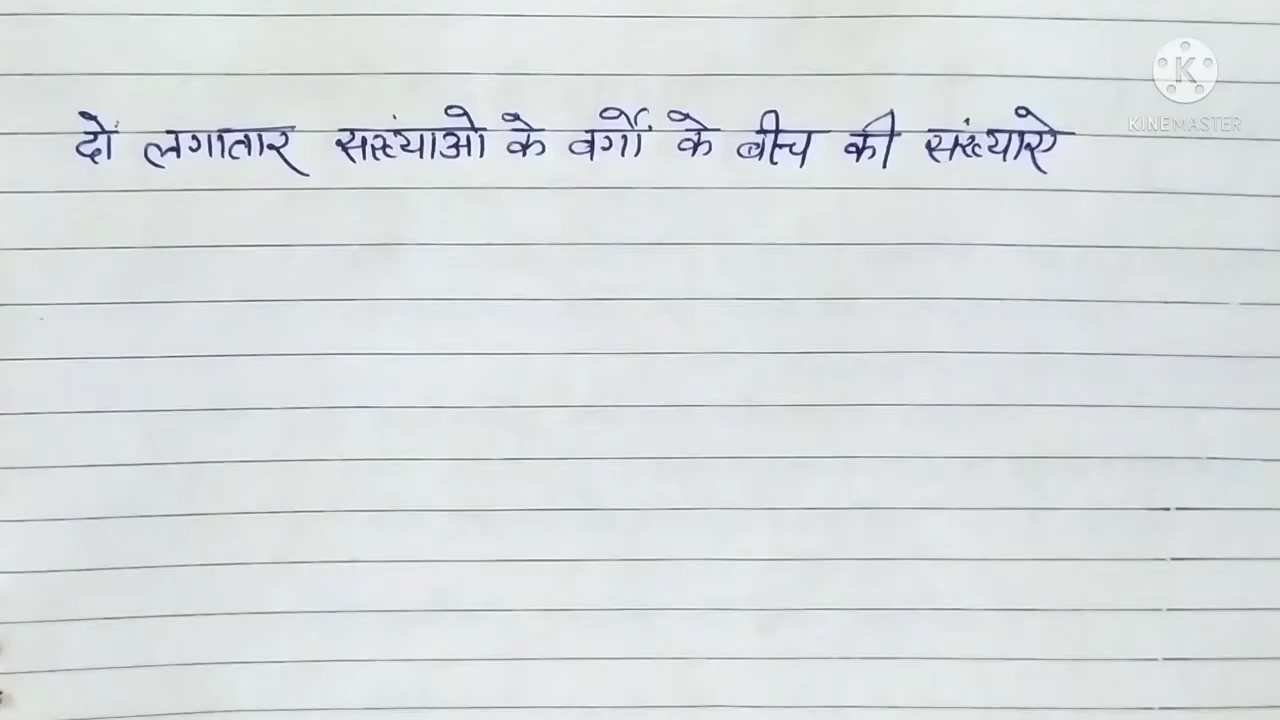 दो लगातार संख्याओ के वर्गों के बीच की संख्याऐ
K
KINEMASTER